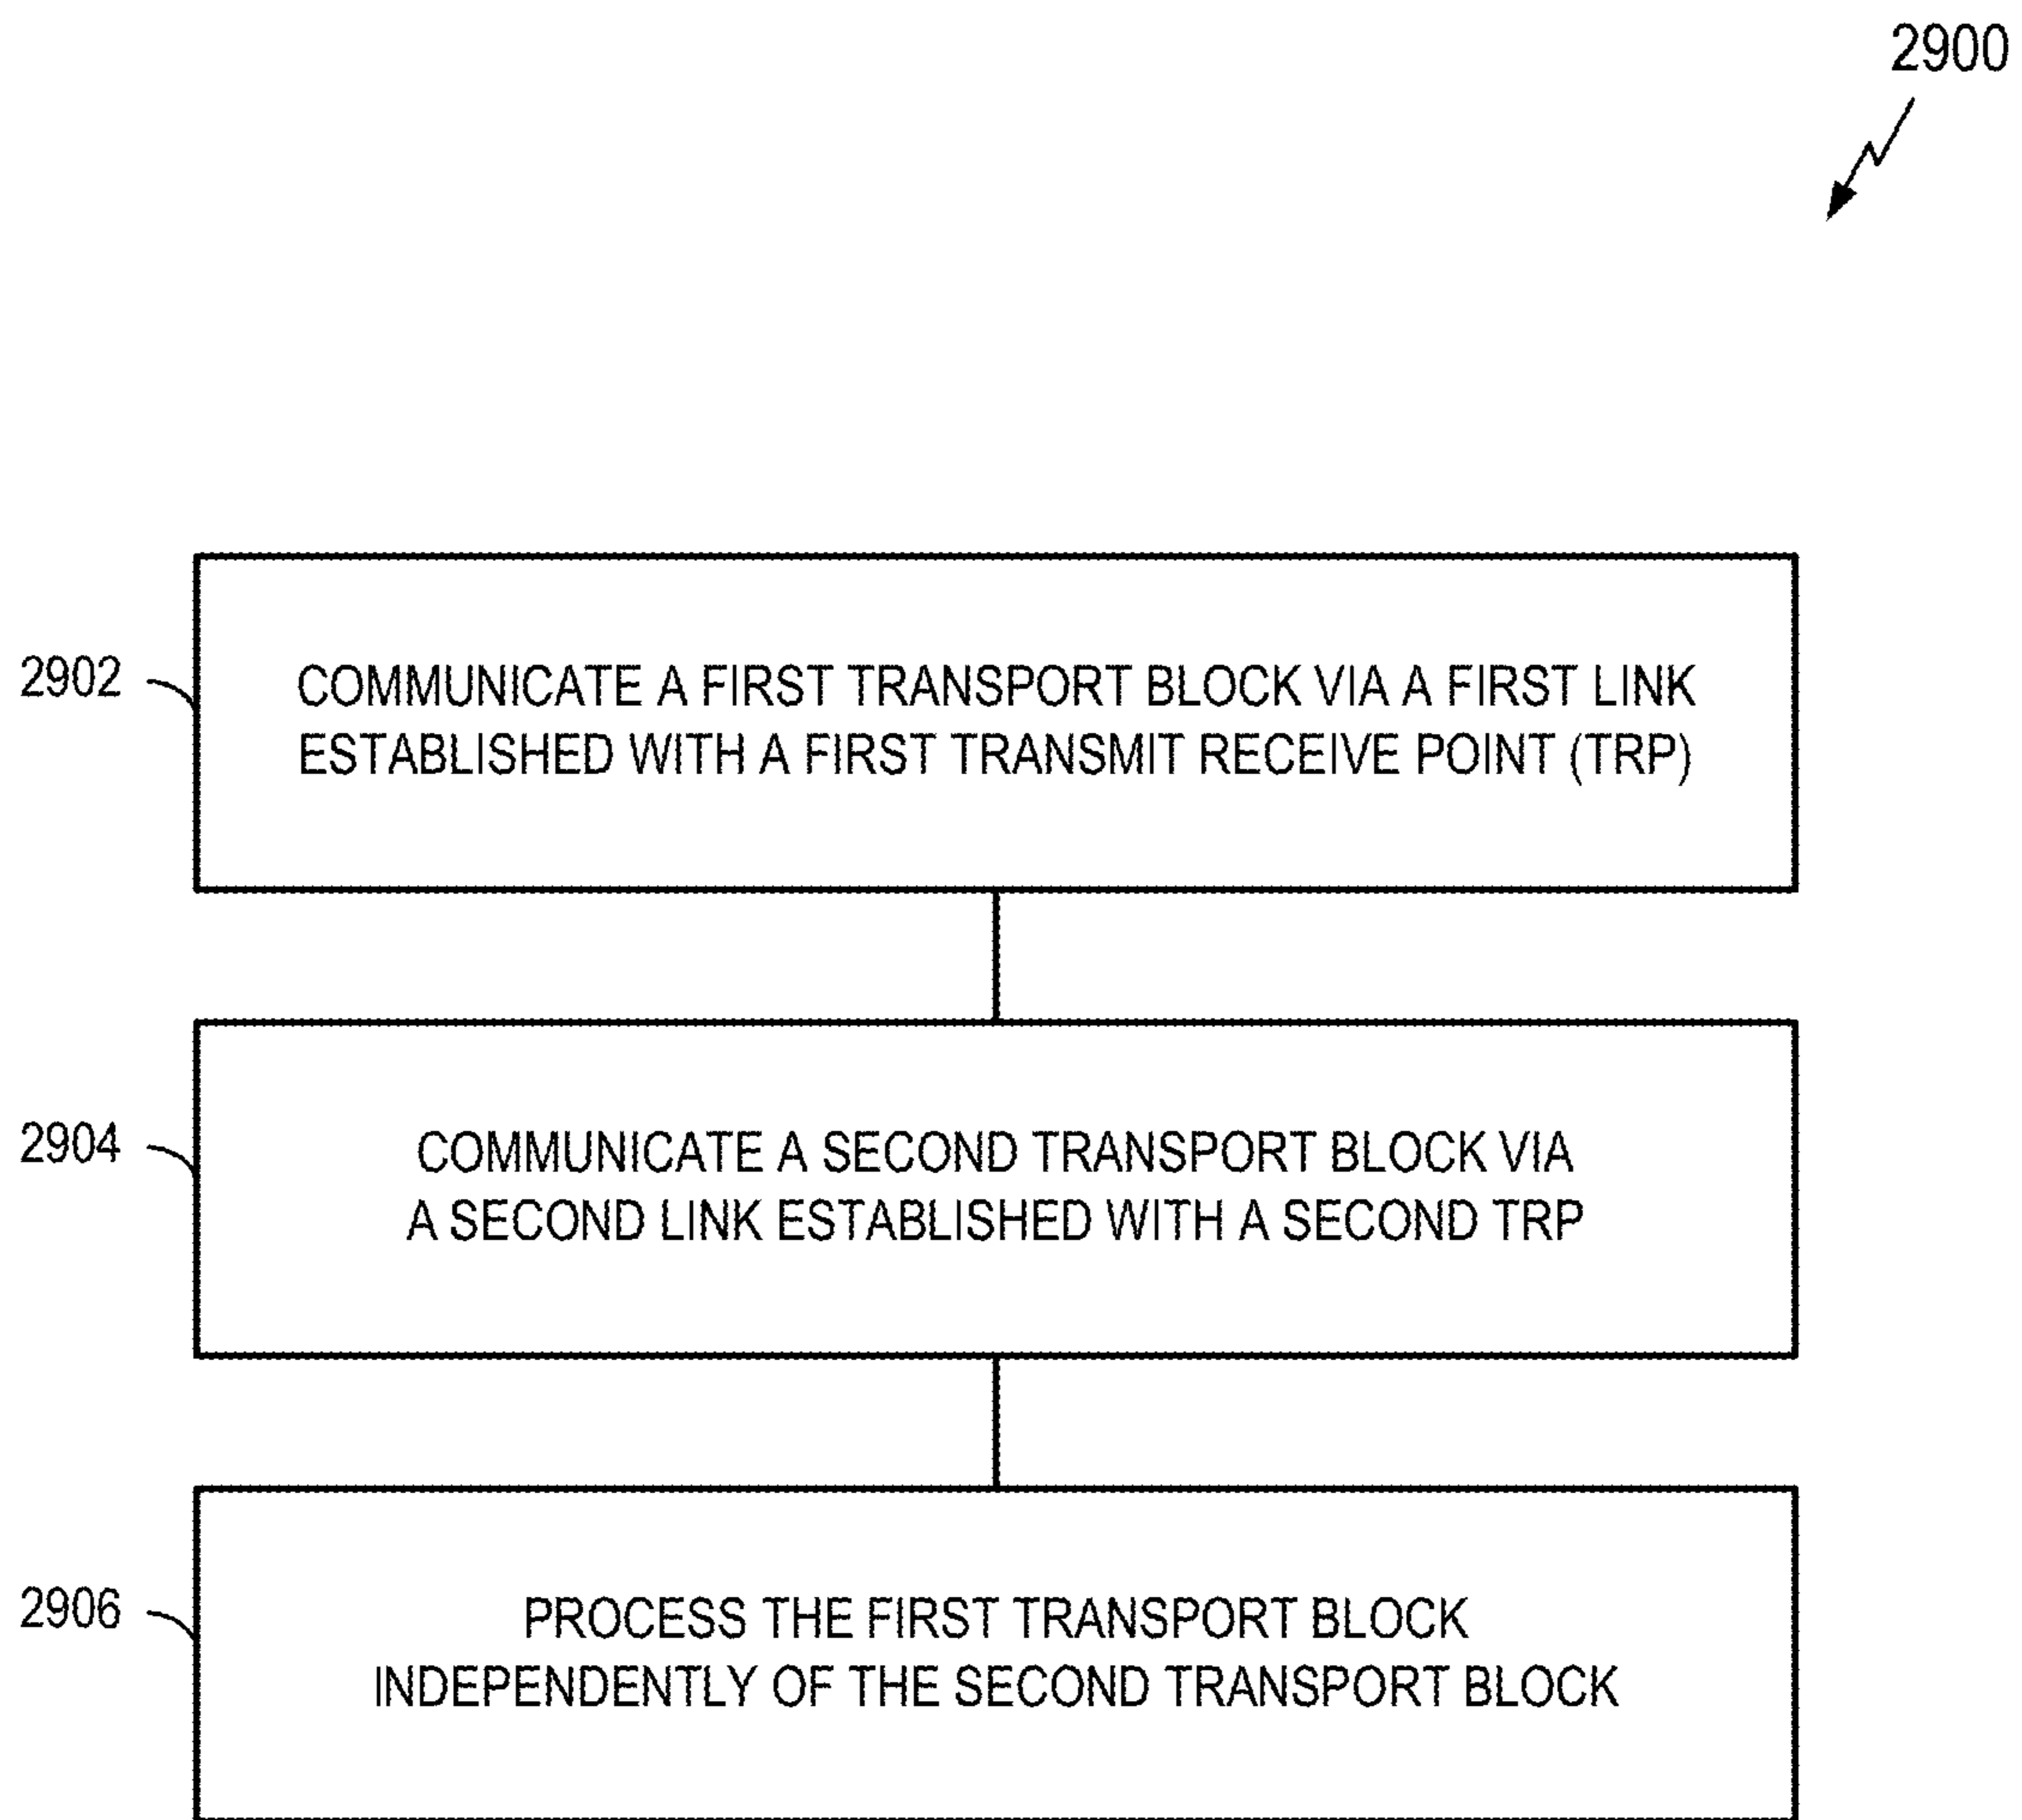 2900
2902
COMMUNICATE A FIRST TRANSPORT BLOCK VIA A FIRST LINK
ESTABLISHED WITH A FIRST TRANSMIT RECEIVE POINT (TRP)
2904
COMMUNICATE A SECOND TRANSPORT BLOCK VIA
A SECOND LINK ESTABLISHED WITH A SECOND TRP
2906
PROCESS THE FIRST TRANSPORT BLOCK
INDEPENDENTLY OF THE SECOND TRANSPORT BLOCK